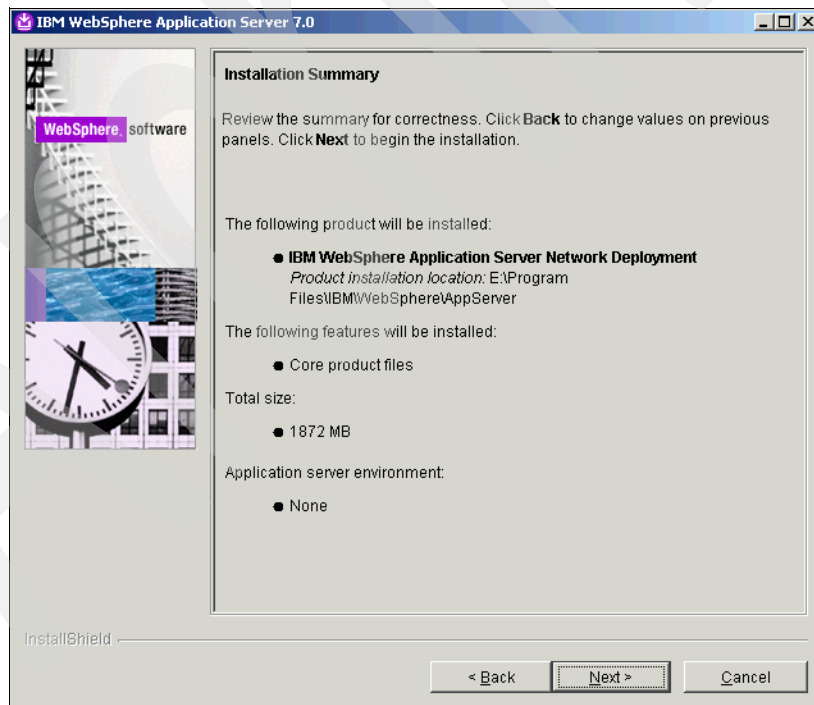 IBM WebSphere Application Server 7.0
WebSphere. software
Installation Summary
Review the summary for correctness. Click Back to change values on previous
panels. Click Next to begin the installation.
The following product will be installed:
● IBM WebSphere Application Server Network Deployment
Product installation location: E:\Program
Files\IBM\WebSphere\AppServer
The following features will be installed:
● Core product files
Total size:
● 1872 MB
Application server environment:
● None
InstallShield
< Back Next > Cancel